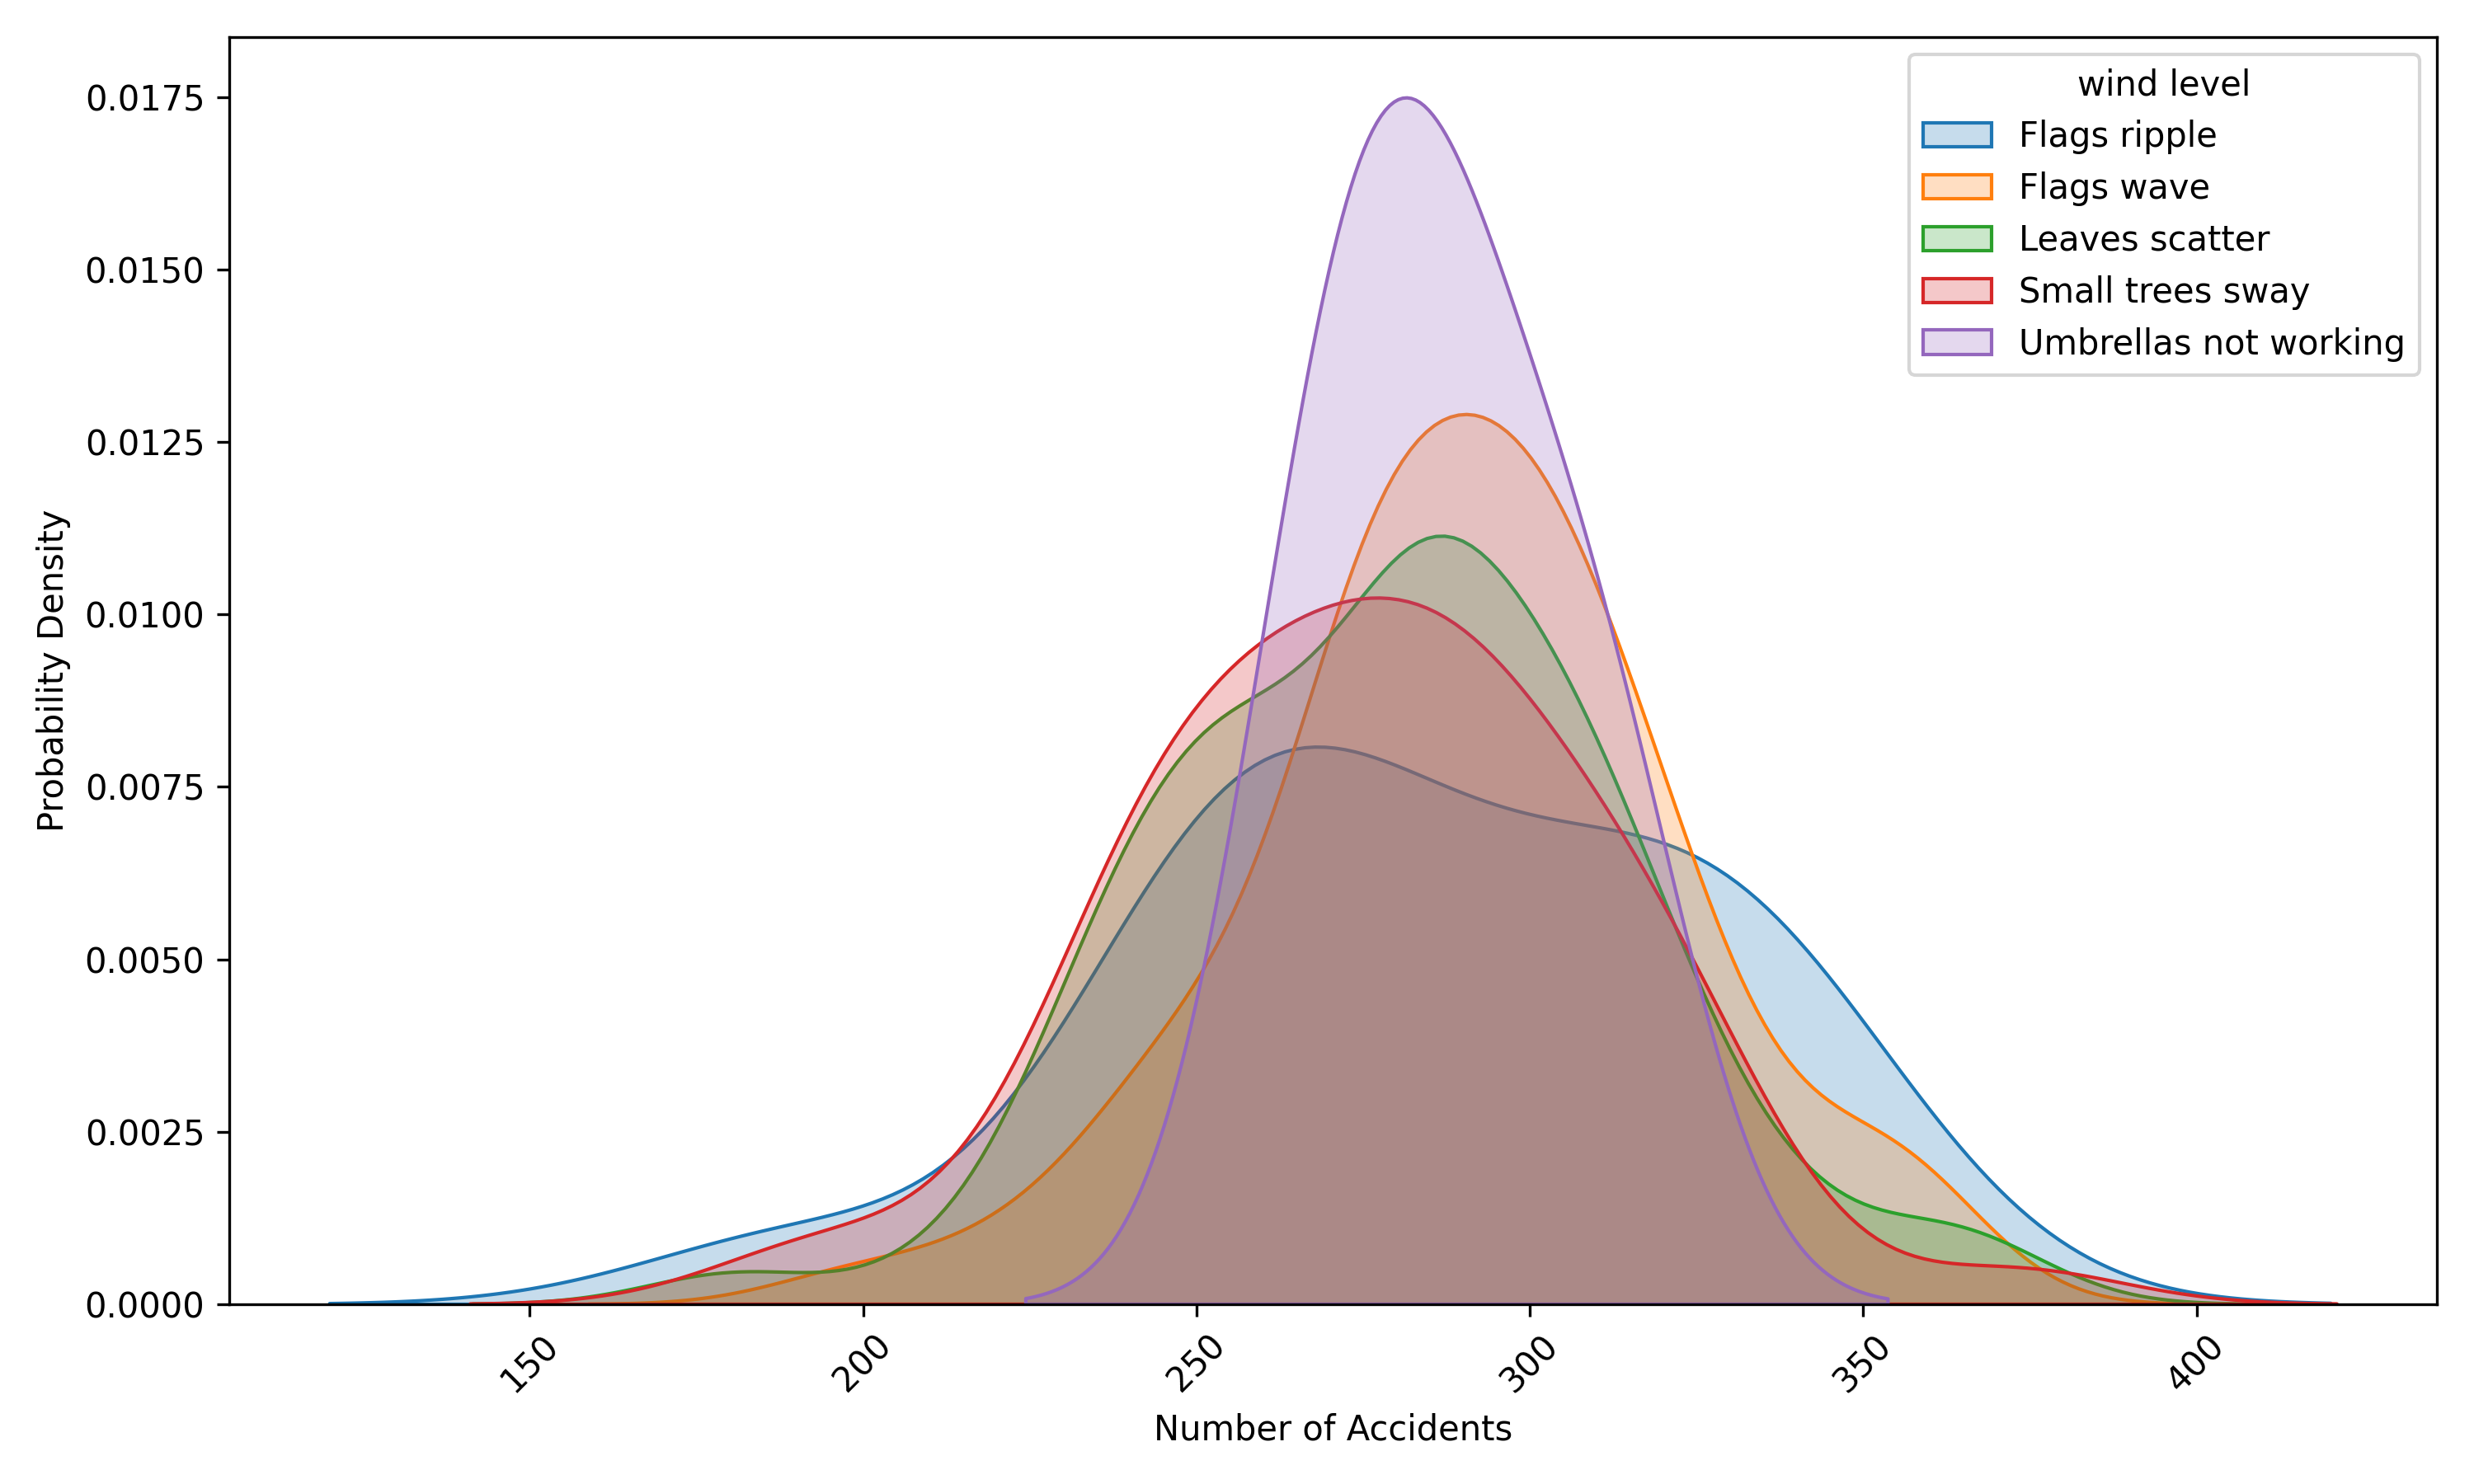 0.0175
0.0150
0.0125
0.0100
0.0075
0.0050
0.0025
0.0000
Probability Density
150
200
250
300
350
400
Number of Accidents
wind level
Flags ripple
Flags wave
Leaves scatter
Small trees sway
Umbrellas not working